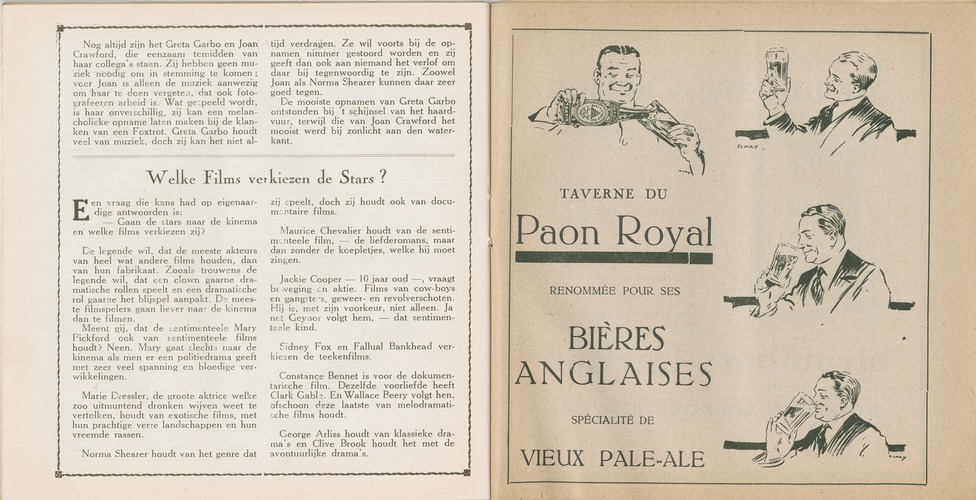 Nog altijd zijn het Greta Garbo en Joan
Crawford, die eenzaam temidden van
haar collega's staan. Zij hebben geen mu-
ziek noodig om in stemming te komen;
voor Joan is alleen de muziek aanwezig
om haar te doen vergeten, dat ook foto-
grafeeren arbeid is. Wat gespeeld wordt,
is haar onverschillig, zij kan een melan-
cholieke opname laten maken bij de klan-
ken van een Foxtrot. Greta Garbo houdt
veel van muziek, doch zij kan het niet al-
tijd verdragen. Ze wil voorts bij de op-
namen nimmer gestoord worden en zij
geeft dan ook aan niemand het verlof om
daar bij tegenwoordig te zijn. Zoowel
Joan als Norma Shearer kunnen daar zeer
goed tegen.
De mooiste opnamen van Greta Garbo
ontstonden bij 't schijnsel van het haard-
vuur, terwijl die van Joan Crawford het
mooist werd bij zonlicht aan den water-
kant.
Welke Films verkiezen de Stars ?
Een vraag die kans had op eigenaar-
dige antwoorden is:
— Gaan de stars naar de kinema
en welke films verkiezen zij?
De legende wil, dat de meeste akteurs
van heel wat andere films houden, dan
van hun fabrikaat. Zooals trouwens de
legende wil, dat een clown gaarne dra-
matische rollen speelt en een dramatische
rol gaarne het blijspel aanpakt. De mees-
te filmspelers gaan liever naar de kinema
dan te filmen.
Meent gij, dat de sentimenteele Mary
Pickford ook van sentimenteele films
houdt? Neen. Mary gaat slechts naar de
kinema als men er een politiedrama geeft
met zeer veel spanning en bloedige ver-
wikkelingen.
Marie Dressler, de groote aktrice welke
zoo uitmuntend dronken wijven weet te
vertolken, houdt van exotische films, met
hun prachtige verre landschappen en hun
vreemde rassen.
Norma Shearer houdt van het genre dat
zij speelt, doch zij houdt ook van docu-
mentaire films.
Maurice Chevalier houdt van de senti-
menteele film, — de liefderomans, maar
dan zonder de koepletjes, welke hij moet
zingen.
Jackie Cooper — 10 jaar oud —, vraagt
beweging en aktie. Films van cow-boys
en gangsters, geweer- en revolverschoten.
Hij is, met zijn voorkeur, niet alleen. Ja
net Geynor volgt hem, — dat sentimen-
teele kind.
Sidney Fox en Fallual Bankhead ver-
kiezen de teekenfilms.
Constance Bennet is voor de dokumen-
tarische film. Dezelfde voorliefde heeft
Clark Gable. En Wallace Beery volgt hen,
ofschoon deze laatste van melodramati-
sche films houdt.
George Arliss houdt van klassieke dra-
ma's en Clive Brook houdt het met de
avontuurlijke drama's.
TAVERNE DU
Paon Royal
RENOMMÉE POUR SES
BIÈRES
ANGLAISES
SPÉCIALITÉ DE
VIEUX PALE-ALE
ELMAY.
ELMAY